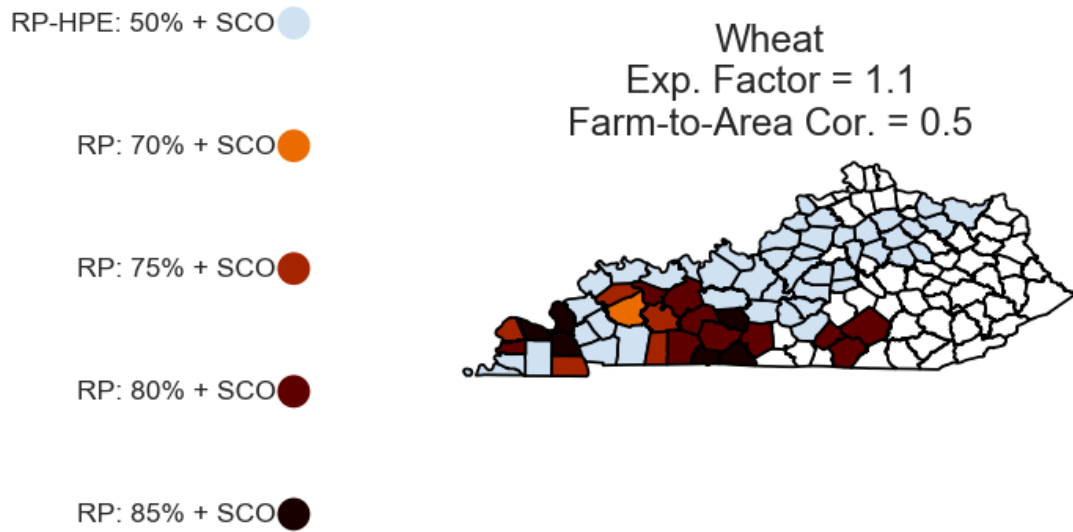 RP-HPE: 50% + SCO
Wheat
Exp. Factor = 1.1
Farm-to-Area Cor. = 0.5
RP: 70% + SCO
RP: 75% + SCO
RP: 80% + SCO
RP: 85% + SCO